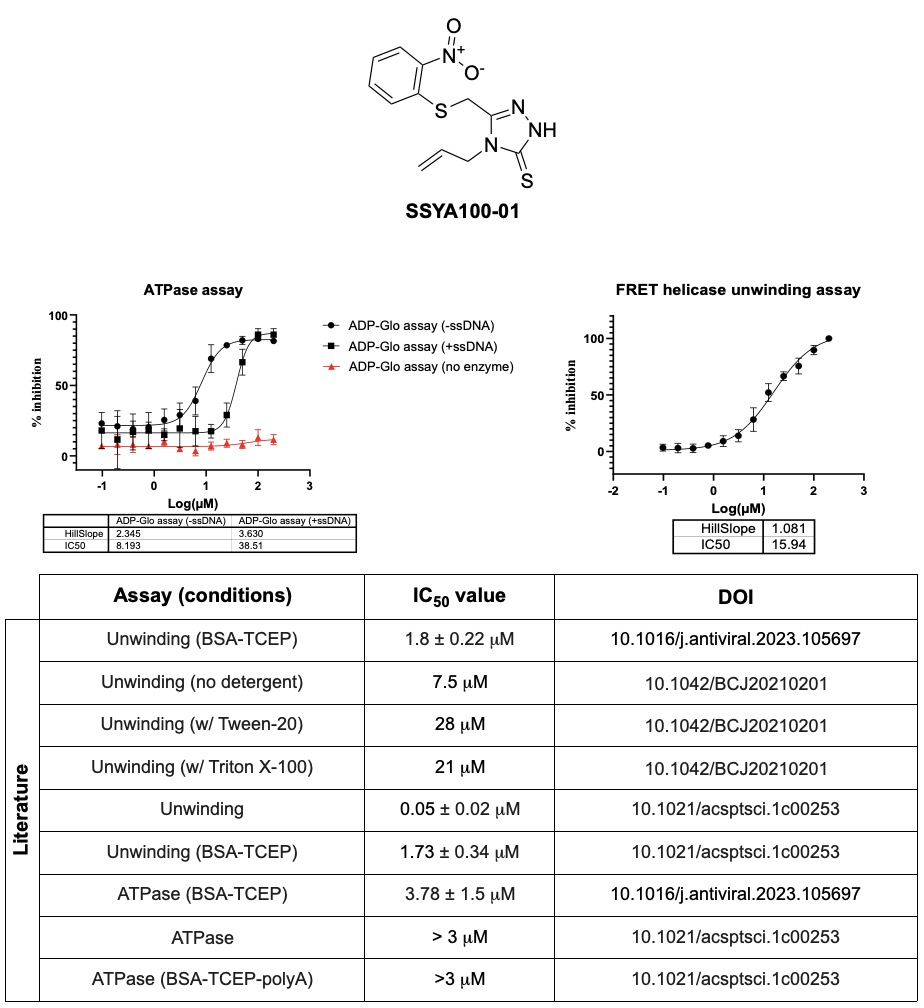 O
N+
O-
S
N
NH
N
S
SSYA100-01
ATPase assay
100
50
0
% inhibition
-1 0 1 2 3
Log(µM)
ADP-Glo assay (-ssDNA)
ADP-Glo assay (+ssDNA)
ADP-Glo assay (no enzyme)
ADP-Glo assay (-ssDNA) ADP-Glo assay (+ssDNA)
HillSlope 2.345 3.630
IC50 8.193 38.51
FRET helicase unwinding assay
100
50
0
% inhibition
-2 -1 0 1 2 3
Log(µM)
HillSlope 1.081
IC50 15.94
Assay (conditions) IC50 value DOI
Literature
Unwinding (BSA-TCEP) 1.8 ± 0.22 µM 10.1016/j.antiviral.2023.105697
Unwinding (no detergent) 7.5 µM 10.1042/BCJ20210201
Unwinding (w/ Tween-20) 28 µM 10.1042/BCJ20210201
Unwinding (w/ Triton X-100) 21 µM 10.1042/BCJ20210201
Unwinding 0.05 ± 0.02 µM 10.1021/acsptsci.1c00253
Unwinding (BSA-TCEP) 1.73 ± 0.34 µM 10.1021/acsptsci.1c00253
ATPase (BSA-TCEP) 3.78 ± 1.5 µM 10.1016/j.antiviral.2023.105697
ATPase > 3 µM 10.1021/acsptsci.1c00253
ATPase (BSA-TCEP-polyA) >3 µM 10.1021/acsptsci.1c00253